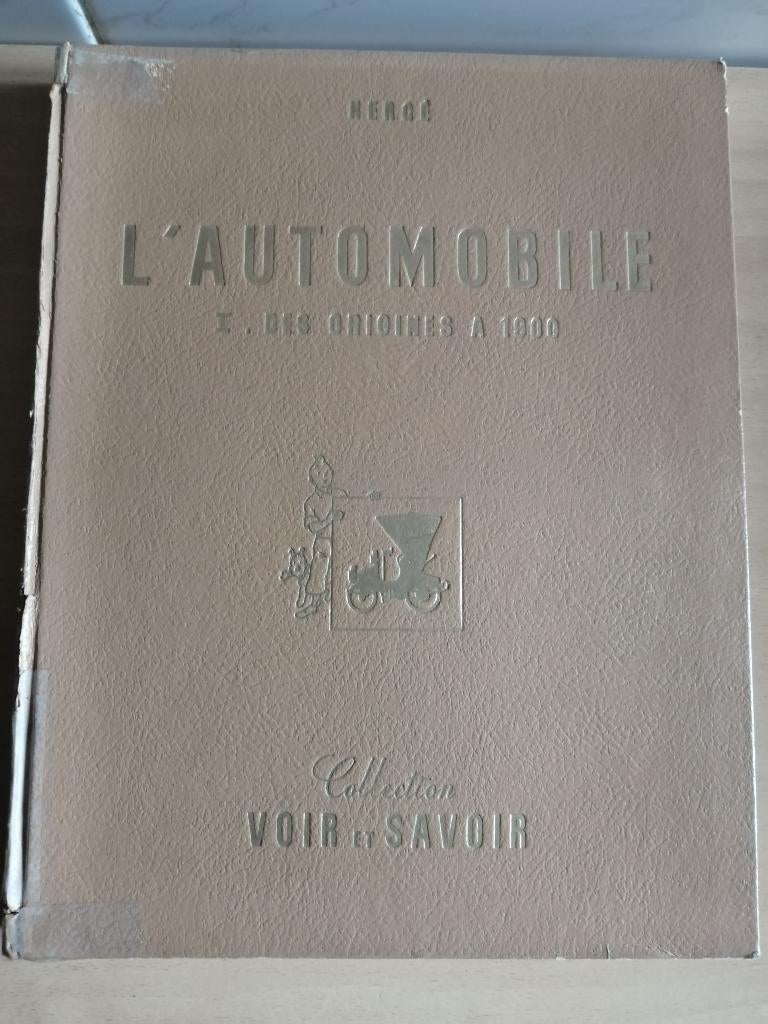 HERGÉ
L'AUTOMOBILE
I. DES ORIGINES A 1900
Collection
VOIR ET SAVOIR